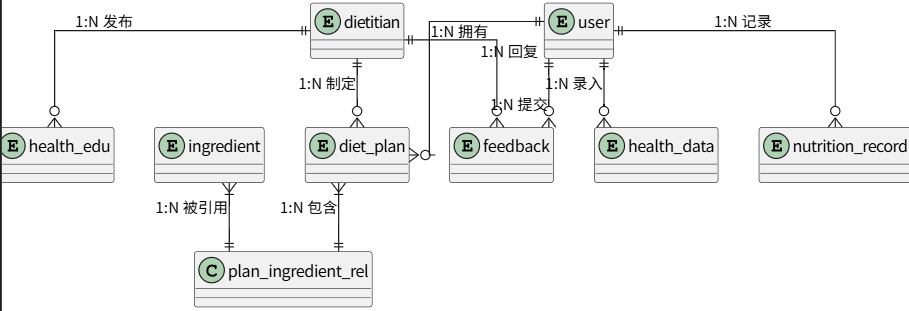 E dietitian
E user
1:N 发布
1:N 拥有
1:N 记录
1:N 回复
1:N 制定
1:N 录入
1:N 提交
E health_edu
E ingredient
E diet_plan
E feedback
E health_data
E nutrition_record
1:N 被引用
1:N 包含
C plan_ingredient_rel